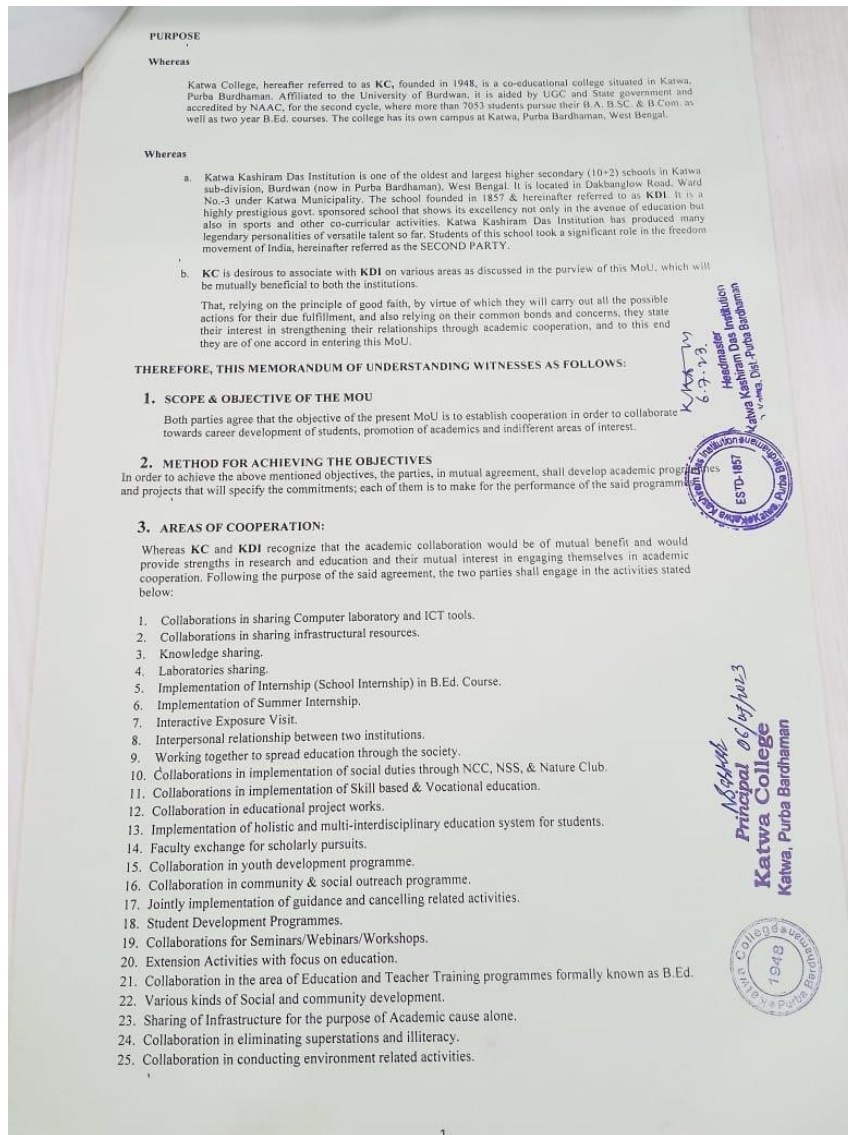 PURPOSE
Whereas
Katwa College, hereafter referred to as KC, founded in 1948, is a co-educational college situated in Katwa,
Purba Burdhaman. Affiliated to the University of Burdwan, it is aided by UGC and State government and
accredited by NAAC, for the second cycle, where more than 7053 students pursue their B.A. B.SC. & B.Com. as
well as two year B.Ed. courses. The college has its own campus at Katwa, Purba Bardhaman, West Bengal.
Whereas
a. Katwa Kashiram Das Institution is one of the oldest and largest higher secondary (10+2) schools in Katwa
sub-division, Burdwan (now in Purba Bardhaman), West Bengal. It is located in Dakbanglow Road, Ward
No.-3 under Katwa Municipality. The school founded in 1857 & hereinafter referred to as KDI. It is a
highly prestigious govt. sponsored school that shows its excellency not only in the avenue of education but
also in sports and other co-curricular activities. Katwa Kashiram Das Institution has produced many
legendary personalities of versatile talent so far. Students of this school took a significant role in the freedom
movement of India, hereinafter referred as the SECOND PARTY.
b. KC is desirous to associate with KDI on various areas as discussed in the purview of this MoU, which will
be mutually beneficial to both the institutions.
That, relying on the principle of good faith, by virtue of which they will carry out all the possible
actions for their due fulfillment, and also relying on their common bonds and concerns, they state
their interest in strengthening their relationships through academic cooperation, and to this end
they are of one accord in entering this MoU.
THEREFORE, THIS MEMORANDUM OF UNDERSTANDING WITNESSES AS FOLLOWS:
1. SCOPE & OBJECTIVE OF THE MOU
Both parties agree that the objective of the present MoU is to establish cooperation in order to collaborate
towards career development of students, promotion of academics and indifferent areas of interest.
2. METHOD FOR ACHIEVING THE OBJECTIVES
In order to achieve the above mentioned objectives, the parties, in mutual agreement, shall develop academic programmes
and projects that will specify the commitments; each of them is to make for the performance of the said programm
3. AREAS OF COOPERATION:
Whereas KC and KDI recognize that the academic collaboration would be of mutual benefit and would
provide strengths in research and education and their mutual interest in engaging themselves in academic
cooperation. Following the purpose of the said agreement, the two parties shall engage in the activities stated
below:
1. Collaborations in sharing Computer laboratory and ICT tools.
2. Collaborations in sharing infrastructural resources.
3. Knowledge sharing.
4. Laboratories sharing.
5. Implementation of Internship (School Internship) in B.Ed. Course.
6. Implementation of Summer Internship.
7. Interactive Exposure Visit.
8. Interpersonal relationship between two institutions.
9. Working together to spread education through the society.
10. Collaborations in implementation of social duties through NCC, NSS, & Nature Club.
11. Collaborations in implementation of Skill based & Vocational education.
12. Collaboration in educational project works.
13. Implementation of holistic and multi-interdisciplinary education system for students.
14. Faculty exchange for scholarly pursuits.
15. Collaboration in youth development programme.
16. Collaboration in community & social outreach programme.
17. Jointly implementation of guidance and cancelling related activities.
18. Student Development Programmes.
19. Collaborations for Seminars/Webinars/Workshops.
20. Extension Activities with focus on education.
21. Collaboration in the area of Education and Teacher Training programmes formally known as B.Ed.
22. Various kinds of Social and community development.
23. Sharing of Infrastructure for the purpose of Academic cause alone.
24. Collaboration in eliminating superstations and illiteracy.
25. Collaboration in conducting environment related activities.
6.7.23.
Headmaster
Katwa Kashiram Das Institution
Katwa, Dist.-Purba Bardhaman
Katwa Kashiram Das Institution
ESTD-1857
Katwa, Purba Bardhaman
Principal 06/07/2023
Katwa College
Katwa, Purba Bardhaman
Katwa College
1948
Katwa Purba Bardhaman
1